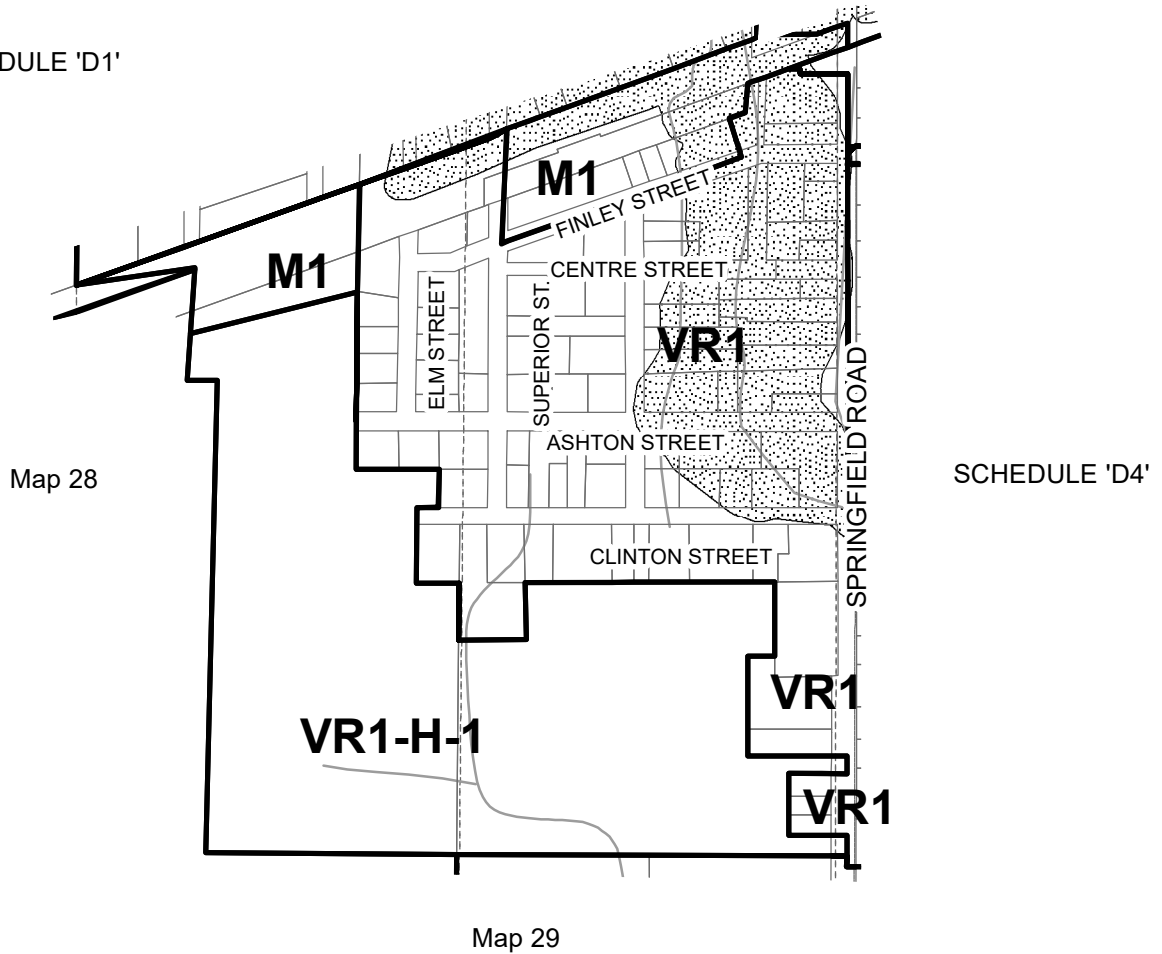 DULE 'D1'
M1
FINLEY STREET
M1
CENTRE STREET
ELM STREET
SUPERIOR ST.
VR1
SPRINGFIELD ROAD
ASHTON STREET
Map 28
SCHEDULE 'D4'
CLINTON STREET
VR1
VR1-H-1
VR1
Map 29